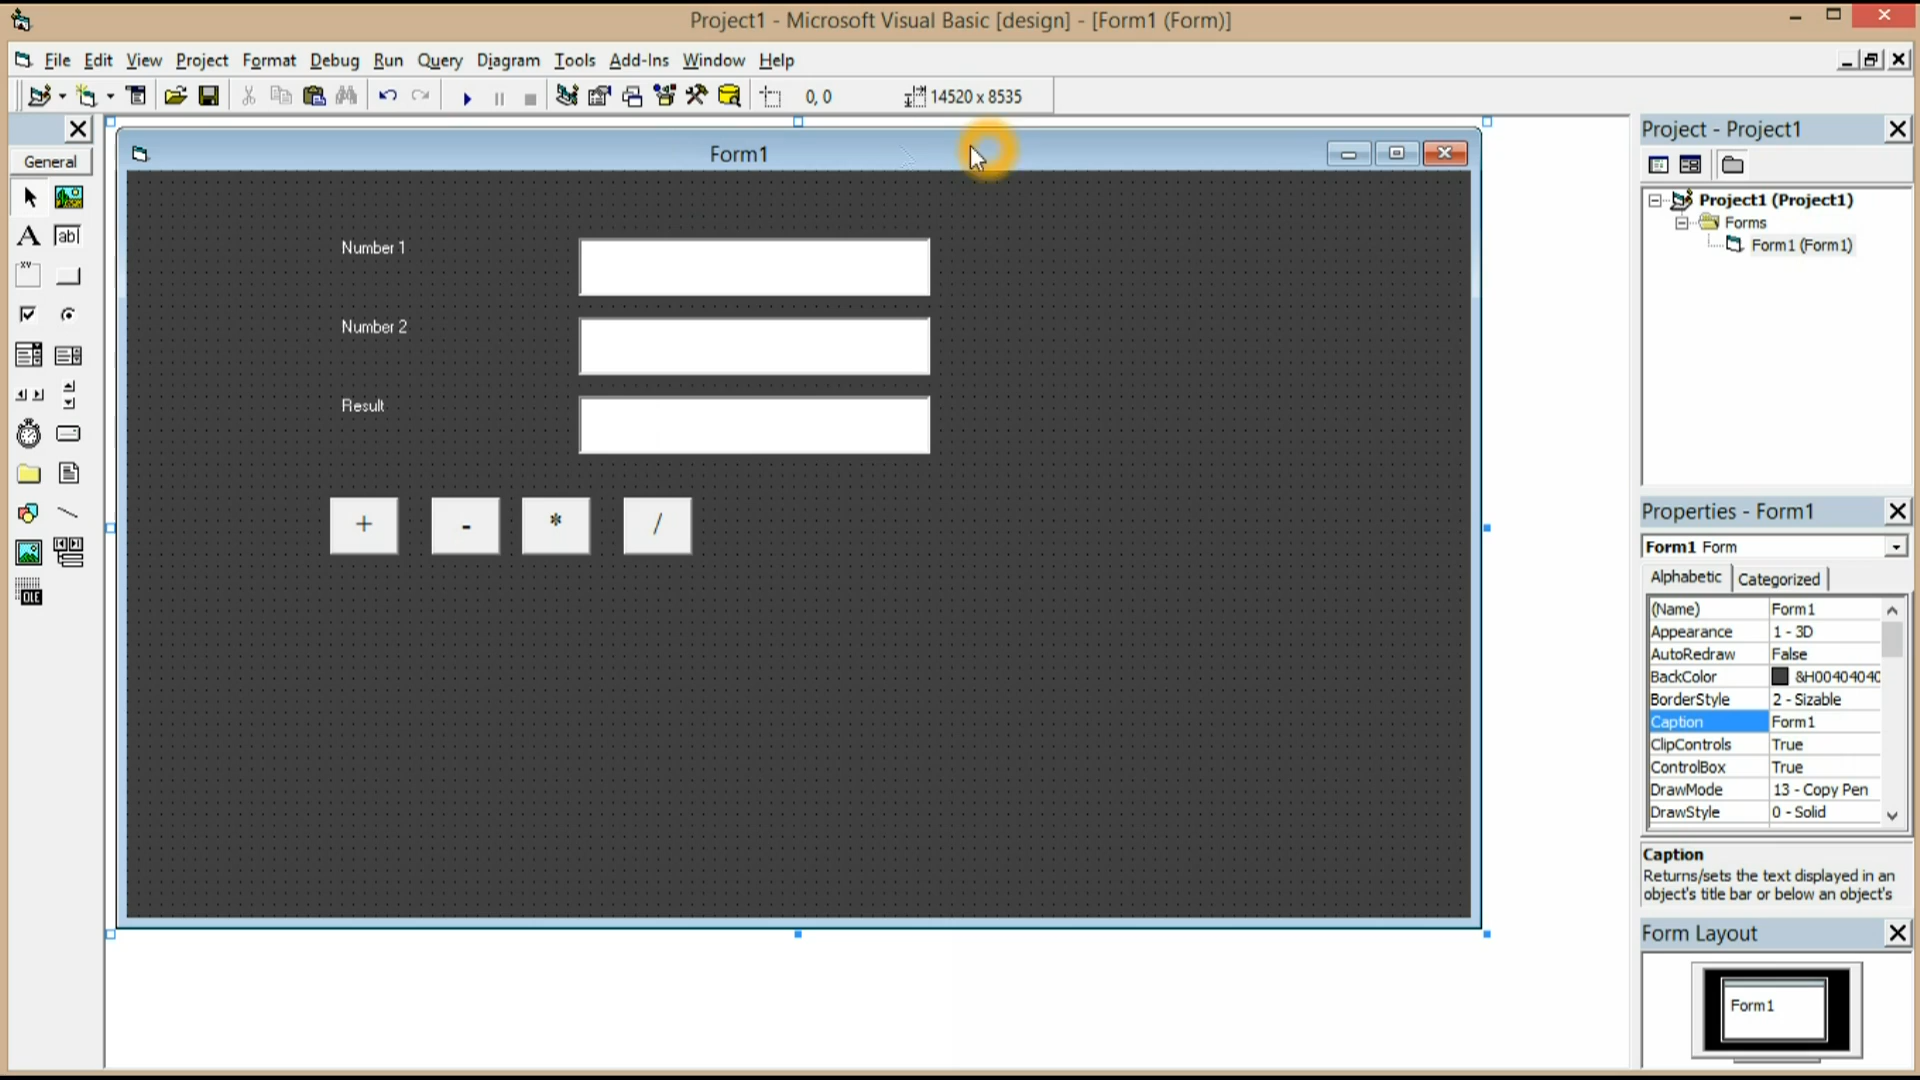 Project1 - Microsoft Visual Basic [design] - [Form1 (Form)]
File Edit View Project Format Debug Run Query Diagram Tools Add-Ins Window Help
0, 0 14520 x 8535
General
A ab|
xy
OLE
Form1
Number 1
Number 2
Result
+ - * /
Project - Project1
Project1 (Project1)
Forms
Form1 (Form1)
Properties - Form1
Form1 Form
Alphabetic Categorized
(Name) Form1
Appearance 1 - 3D
AutoRedraw False
BackColor &H00404040
BorderStyle 2 - Sizable
Caption Form1
ClipControls True
ControlBox True
DrawMode 13 - Copy Pen
DrawStyle 0 - Solid
Caption
Returns/sets the text displayed in an
object's title bar or below an object's
Form Layout
Form1